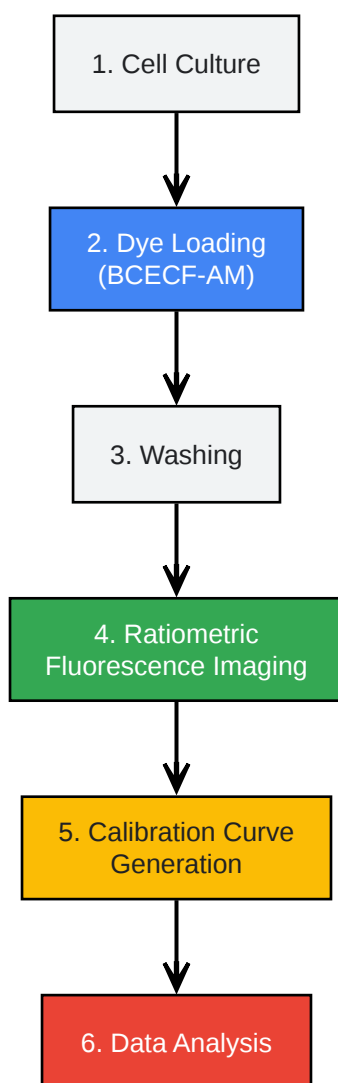 1. Cell Culture
2. Dye Loading
(BCECF-AM)
3. Washing
4. Ratiometric
Fluorescence Imaging
5. Calibration Curve
Generation
6. Data Analysis